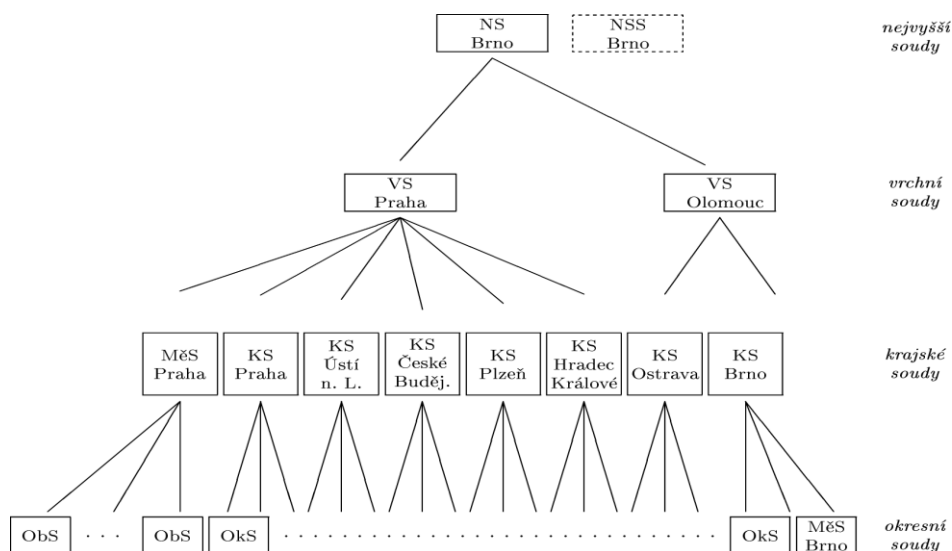 NS
Brno
NSS
Brno
nejvyšší
soudy
VS
Praha
VS
Olomouc
vrchní
soudy
MěS
Praha
KS
Praha
KS
Ústí
n. L.
KS
České
Buděj.
KS
Plzeň
KS
Hradec
Králové
KS
Ostrava
KS
Brno
krajské
soudy
ObS
. . .
ObS
OkS
. . . . . . . . . . . . . . . . . . . . . . . . . . . . . . . . .
OkS
MěS
Brno
okresní
soudy